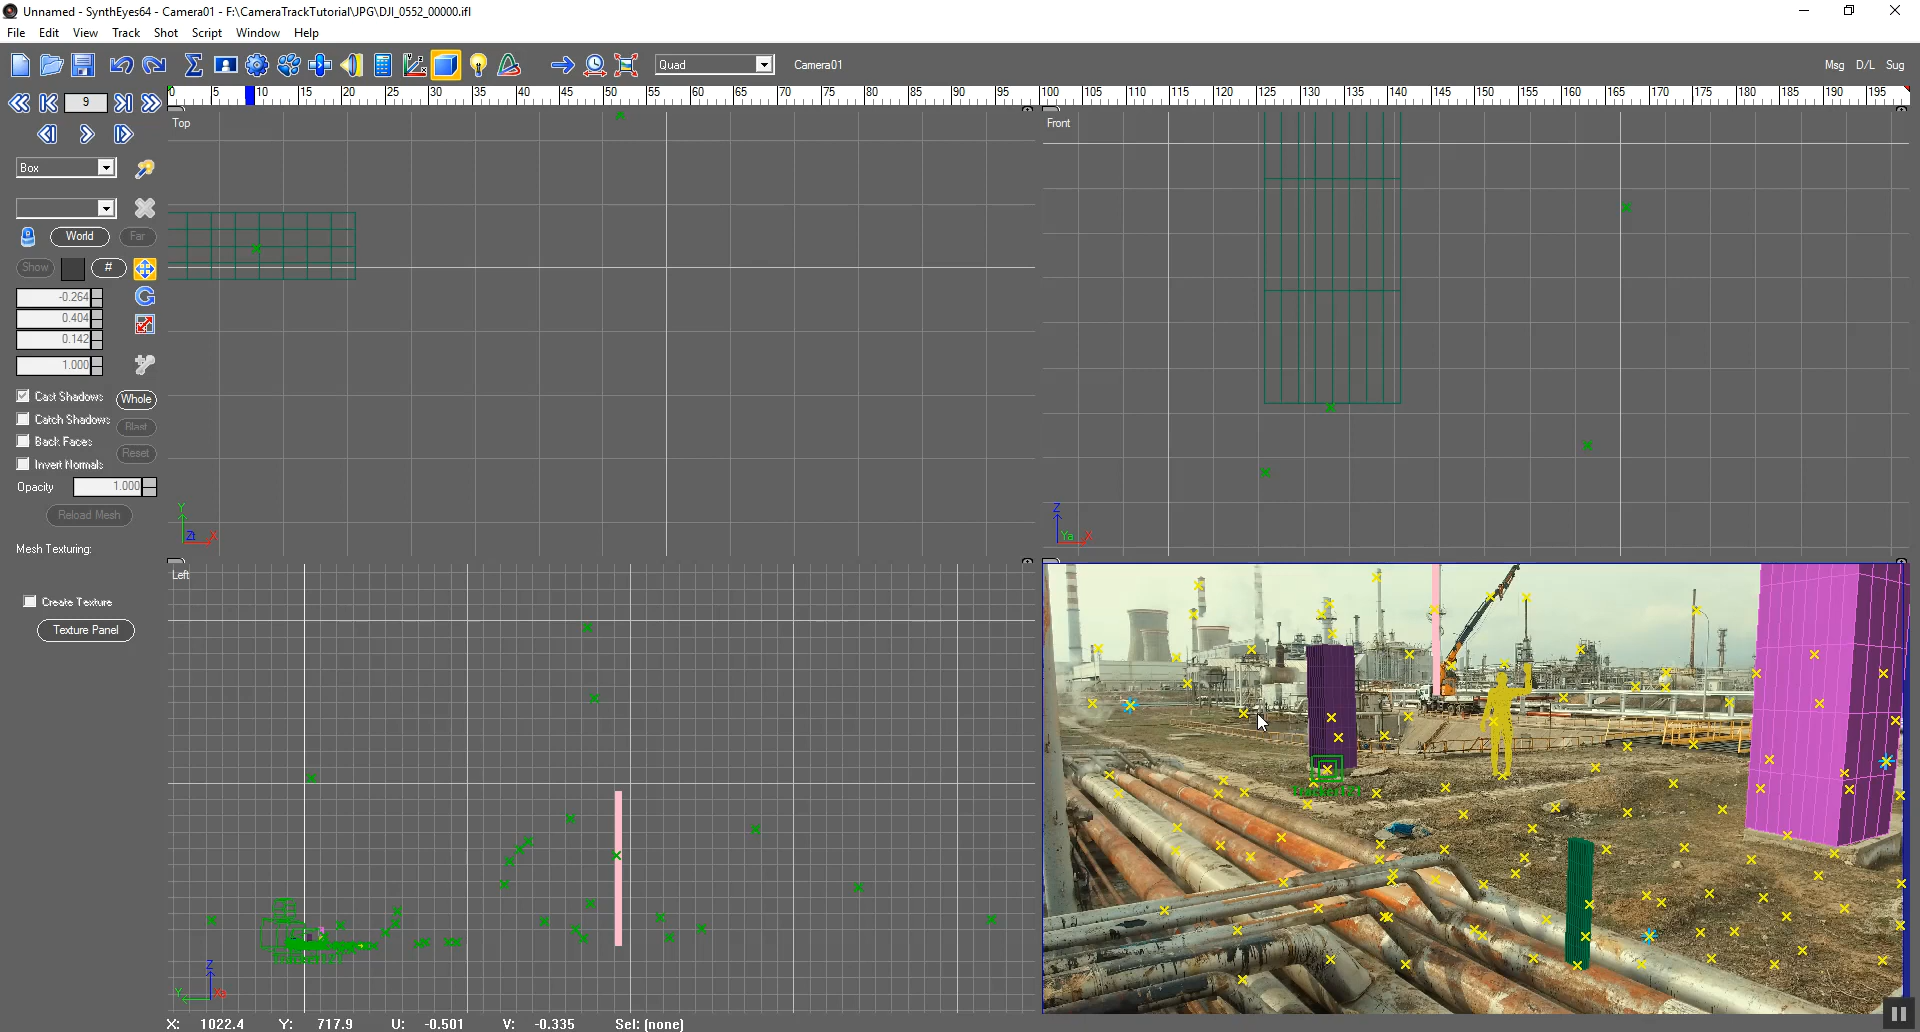 Unnamed - SynthEyes64 - Camera01 - F:\CameraTrackTutorial\JPG\DJI_0552_00000.ifl
File Edit View Track Shot Script Window Help
Quad Camera01 Msg D/L Sug
9 0 5 10 15 20 25 30 35 40 45 50 55 60 65 70 75 80 85 90 95 100 105 110 115 120 125 130 135 140 145 150 155 160 165 170 175 180 185 190 195
Top
Front
Box
World Far
Show #
-0.264
0.404
0.142
1.000
Cast Shadows Whole
Catch Shadows Blast
Back Faces
Reset
Invert Normals
Opacity 1.000
Reload Mesh
Y
Zt X
Z
Ya X
Mesh Texturing:
Left
Create Texture
Texture Panel
Z
Y
X: 1022.4 Y: 717.9 U: -0.501 V: -0.335 Sel: (none)